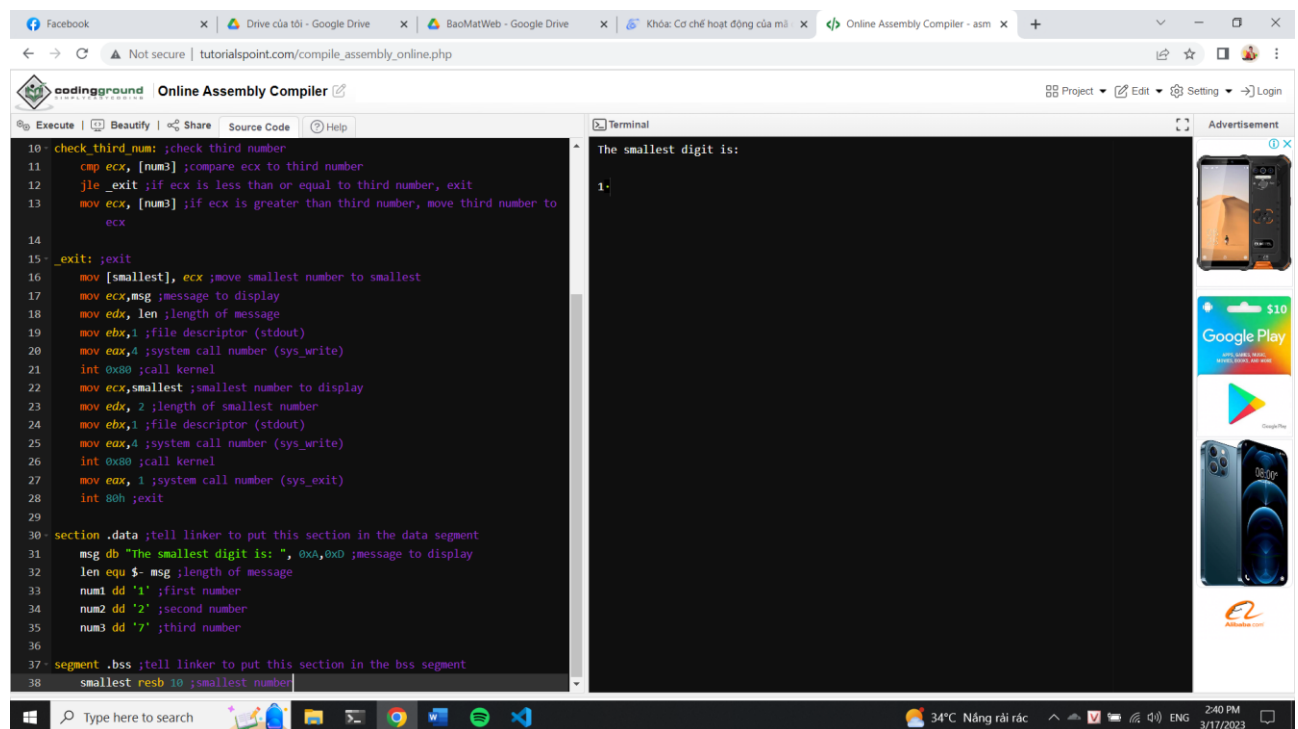 Facebook
Drive của tôi - Google Drive
BaoMatWeb - Google Drive
Khóa: Cơ chế hoạt động của mã
Online Assembly Compiler - asm
Not secure | tutorialspoint.com/compile_assembly_online.php
codingground
SIMPLYEASYCODING
Online Assembly Compiler
Project Edit Setting Login
Execute | Beautify | Share Source Code Help
Terminal
Advertisement
10 check_third_num: ;check third number
11 cmp ecx, [num3] ;compare ecx to third number
12 jle _exit ;if ecx is less than or equal to third number, exit
13 mov ecx, [num3] ;if ecx is greater than third number, move third number to
ecx
14
15 _exit: ;exit
16 mov [smallest], ecx ;move smallest number to smallest
17 mov ecx,msg ;message to display
18 mov edx, len ;length of message
19 mov ebx,1 ;file descriptor (stdout)
20 mov eax,4 ;system call number (sys_write)
21 int 0x80 ;call kernel
22 mov ecx,smallest ;smallest number to display
23 mov edx, 2 ;length of smallest number
24 mov ebx,1 ;file descriptor (stdout)
25 mov eax,4 ;system call number (sys_write)
26 int 0x80 ;call kernel
27 mov eax, 1 ;system call number (sys_exit)
28 int 80h ;exit
29
30 section .data ;tell linker to put this section in the data segment
31 msg db "The smallest digit is: ", 0xA,0xD ;message to display
32 len equ $- msg ;length of message
33 num1 dd '1' ;first number
34 num2 dd '2' ;second number
35 num3 dd '7' ;third number
36
37 segment .bss ;tell linker to put this section in the bss segment
38 smallest resb 10 ;smallest number
The smallest digit is:
1
$10
Google Play
Google Play
08:00
Alibaba.com
Type here to search
34°C Nắng rải rác
ENG
2:40 PM
3/17/2023